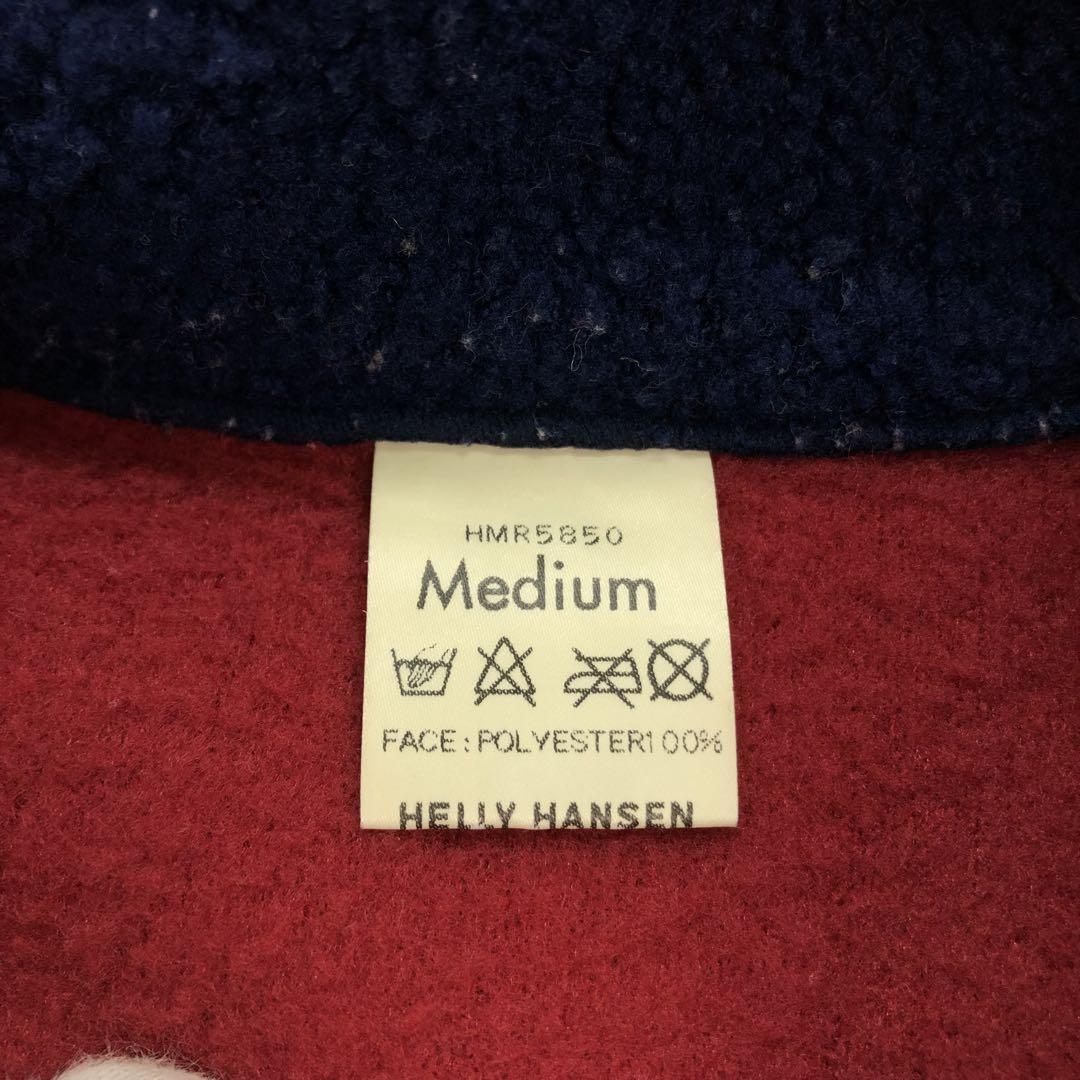 HMR5850
Medium
FACE:POLYESTER100%
HELLY HANSEN